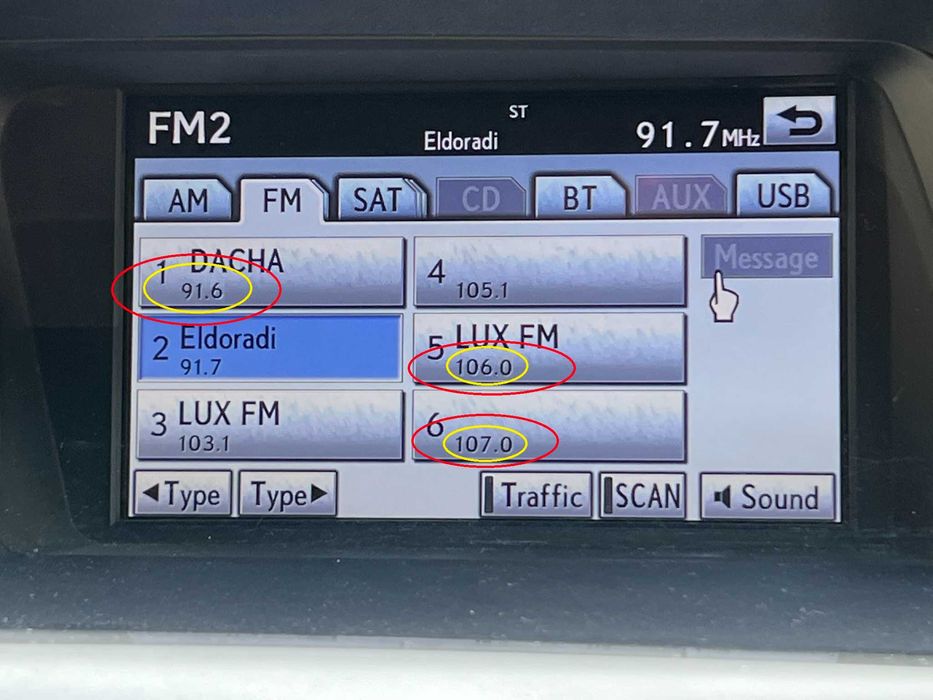 FM2
ST
Eldoradi
91.7MHz
AM FM SAT CD BT AUX USB
1 DACHA
91.6
4
105.1
Message
2 Eldoradi
91.7
5 LUX FM
106.0
3 LUX FM
103.1
6
107.0
◀Type Type▶ Traffic SCAN Sound